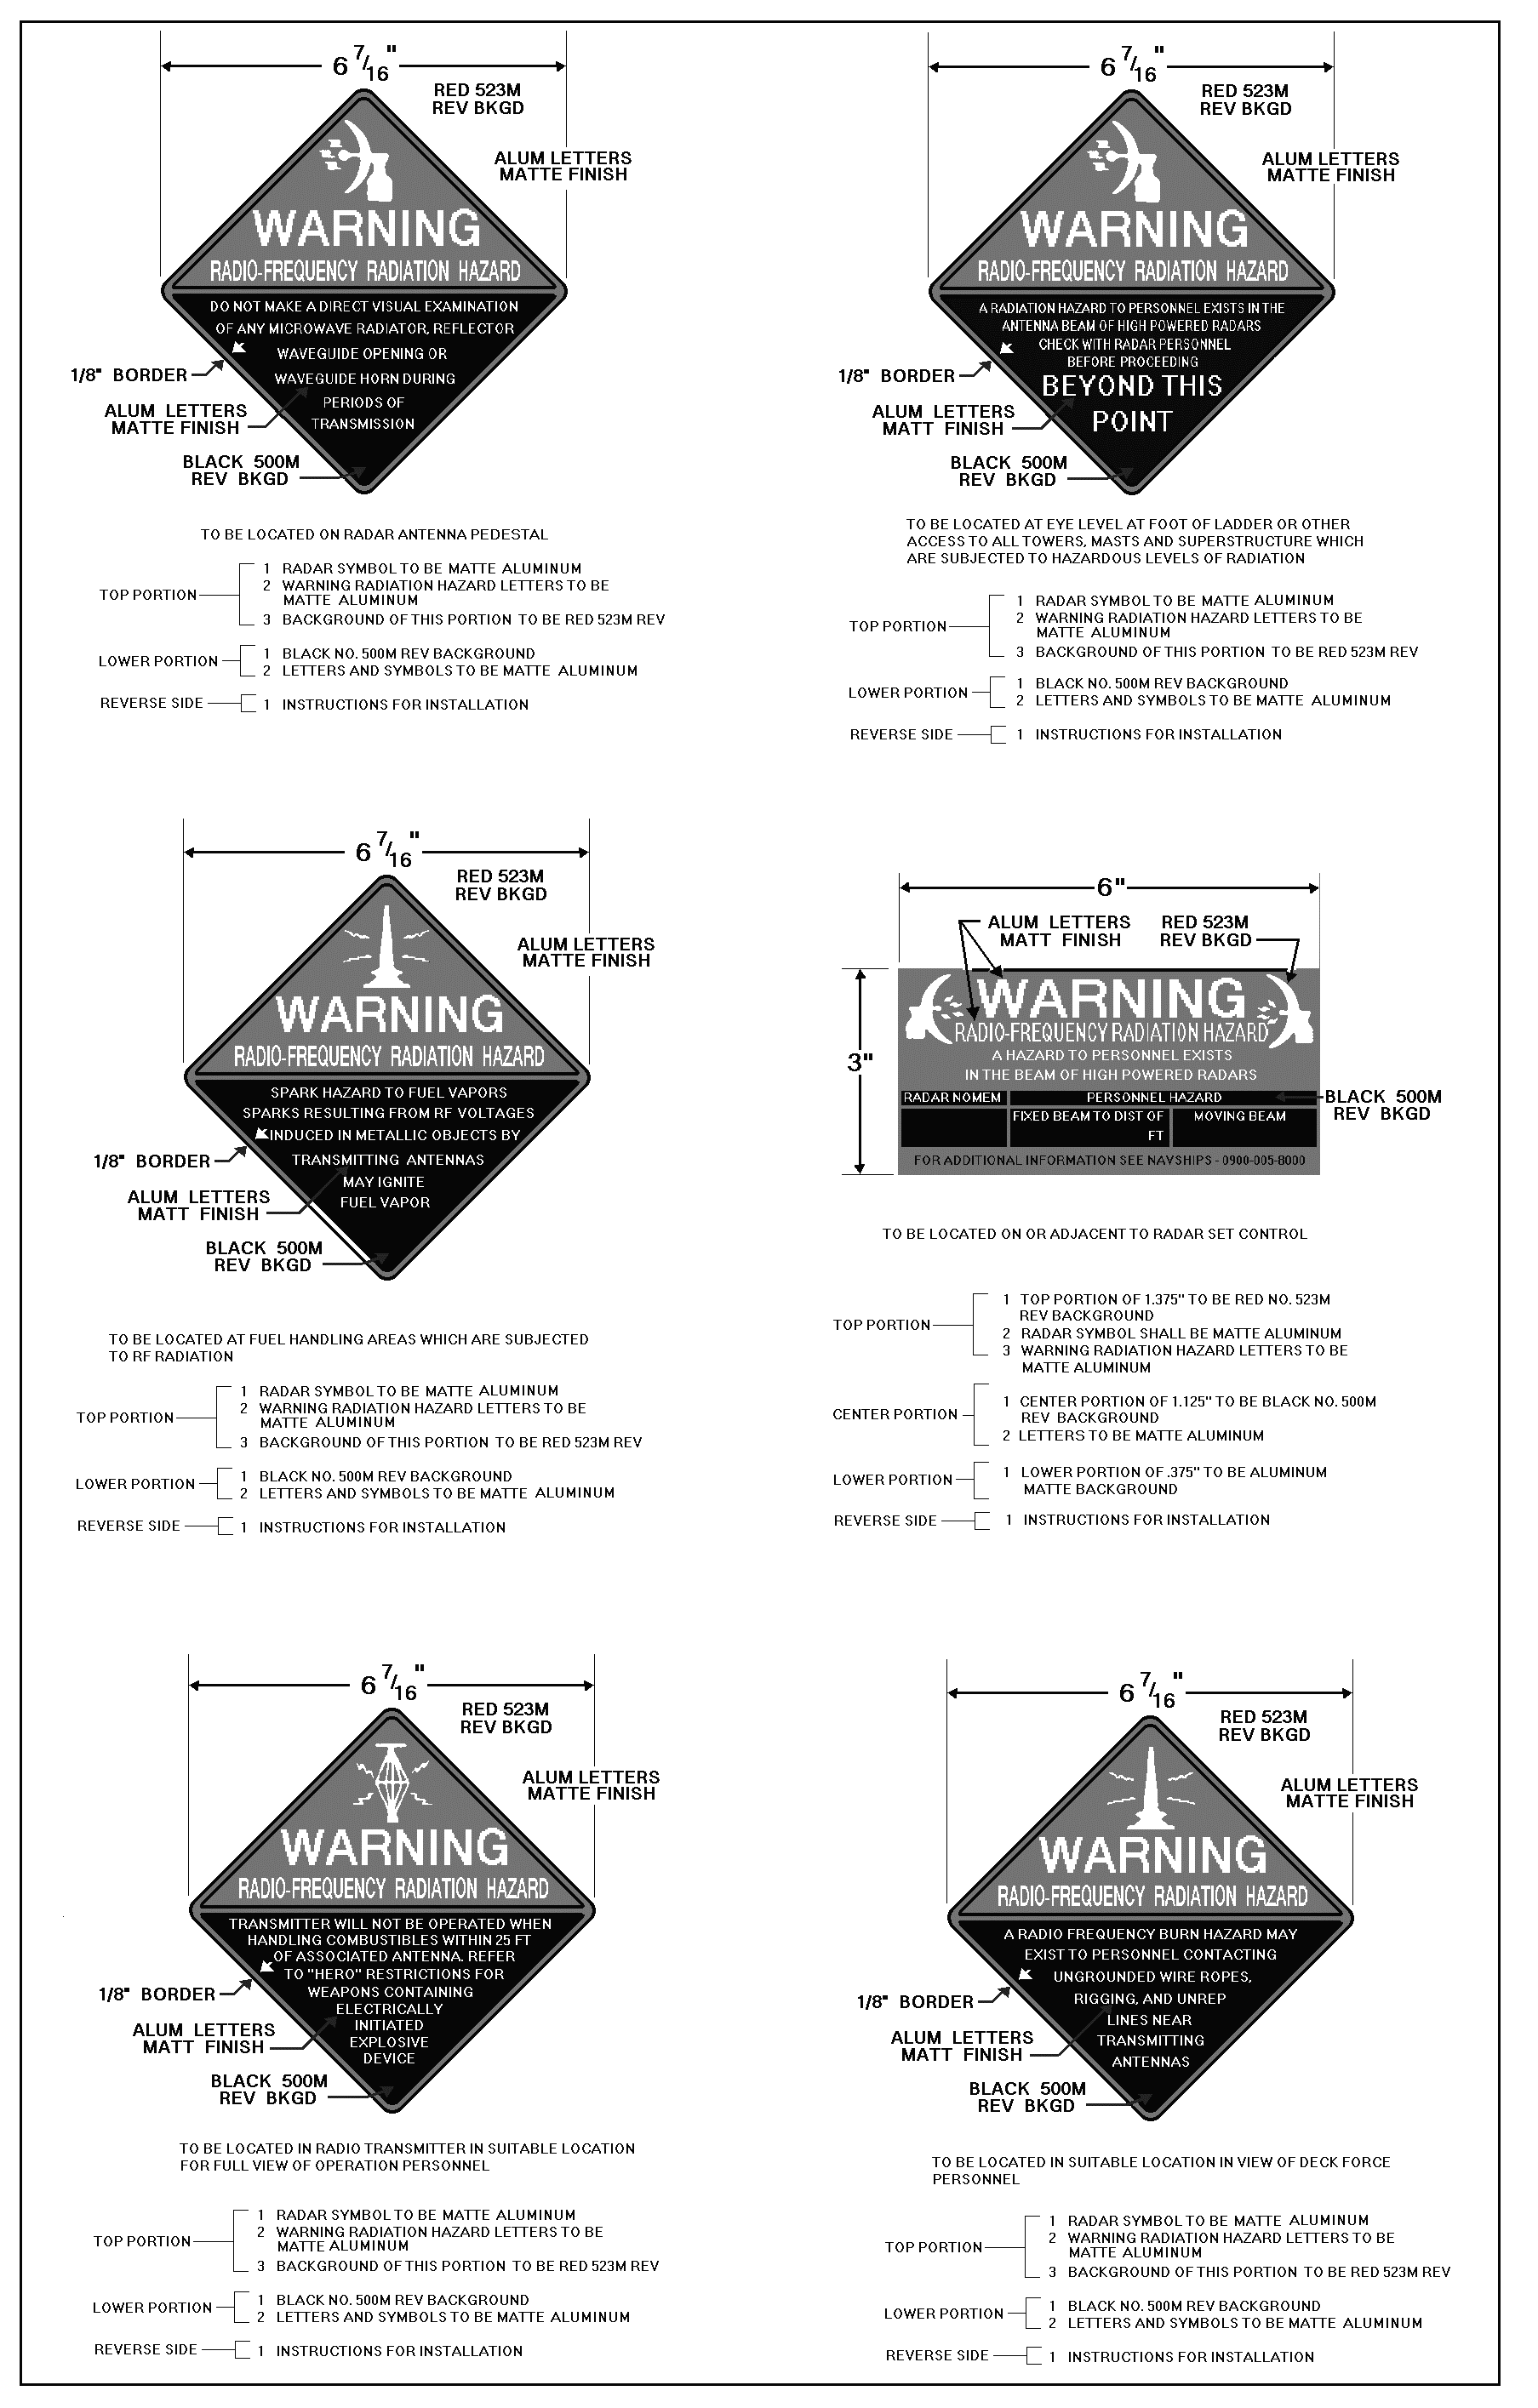 6 7/16"
RED 523M
REV BKGD
ALUM LETTERS
MATTE FINISH
WARNING
RADIO-FREQUENCY RADIATION HAZARD
DO NOT MAKE A DIRECT VISUAL EXAMINATION
OF ANY MICROWAVE RADIATOR, REFLECTOR
WAVEGUIDE OPENING OR
WAVEGUIDE HORN DURING
PERIODS OF
TRANSMISSION
1/8" BORDER
ALUM LETTERS
MATTE FINISH
BLACK 500M
REV BKGD
TO BE LOCATED ON RADAR ANTENNA PEDESTAL
TOP PORTION
1 RADAR SYMBOL TO BE MATTE ALUMINUM
2 WARNING RADIATION HAZARD LETTERS TO BE
MATTE ALUMINUM
3 BACKGROUND OF THIS PORTION TO BE RED 523M REV
LOWER PORTION
1 BLACK NO. 500M REV BACKGROUND
2 LETTERS AND SYMBOLS TO BE MATTE ALUMINUM
REVERSE SIDE
1 INSTRUCTIONS FOR INSTALLATION
6 7/16"
RED 523M
REV BKGD
ALUM LETTERS
MATTE FINISH
WARNING
RADIO-FREQUENCY RADIATION HAZARD
A RADIATION HAZARD TO PERSONNEL EXISTS IN THE
ANTENNA BEAM OF HIGH POWERED RADARS
CHECK WITH RADAR PERSONNEL
BEFORE PROCEEDING
BEYOND THIS
POINT
1/8" BORDER
ALUM LETTERS
MATT FINISH
BLACK 500M
REV BKGD
TO BE LOCATED AT EYE LEVEL AT FOOT OF LADDER OR OTHER
ACCESS TO ALL TOWERS, MASTS AND SUPERSTRUCTURE WHICH
ARE SUBJECTED TO HAZARDOUS LEVELS OF RADIATION
TOP PORTION
1 RADAR SYMBOL TO BE MATTE ALUMINUM
2 WARNING RADIATION HAZARD LETTERS TO BE
MATTE ALUMINUM
3 BACKGROUND OF THIS PORTION TO BE RED 523M REV
LOWER PORTION
1 BLACK NO. 500M REV BACKGROUND
2 LETTERS AND SYMBOLS TO BE MATTE ALUMINUM
REVERSE SIDE
1 INSTRUCTIONS FOR INSTALLATION
6 7/16"
RED 523M
REV BKGD
ALUM LETTERS
MATTE FINISH
WARNING
RADIO-FREQUENCY RADIATION HAZARD
SPARK HAZARD TO FUEL VAPORS
SPARKS RESULTING FROM RF VOLTAGES
INDUCED IN METALLIC OBJECTS BY
TRANSMITTING ANTENNAS
MAY IGNITE
FUEL VAPOR
1/8" BORDER
ALUM LETTERS
MATT FINISH
BLACK 500M
REV BKGD
TO BE LOCATED AT FUEL HANDLING AREAS WHICH ARE SUBJECTED
TO RF RADIATION
TOP PORTION
1 RADAR SYMBOL TO BE MATTE ALUMINUM
2 WARNING RADIATION HAZARD LETTERS TO BE
MATTE ALUMINUM
3 BACKGROUND OF THIS PORTION TO BE RED 523M REV
LOWER PORTION
1 BLACK NO. 500M REV BACKGROUND
2 LETTERS AND SYMBOLS TO BE MATTE ALUMINUM
REVERSE SIDE
1 INSTRUCTIONS FOR INSTALLATION
6"
ALUM LETTERS
MATT FINISH
RED 523M
REV BKGD
3"
WARNING
RADIO-FREQUENCY RADIATION HAZARD
A HAZARD TO PERSONNEL EXISTS
IN THE BEAM OF HIGH POWERED RADARS
RADAR NOMEM
PERSONNEL HAZARD
FIXED BEAM TO DIST OF
FT
MOVING BEAM
FOR ADDITIONAL INFORMATION SEE NAVSHIPS - 0900-005-8000
BLACK 500M
REV BKGD
TO BE LOCATED ON OR ADJACENT TO RADAR SET CONTROL
TOP PORTION
1 TOP PORTION OF 1.375" TO BE RED NO. 523M
REV BACKGROUND
2 RADAR SYMBOL SHALL BE MATTE ALUMINUM
3 WARNING RADIATION HAZARD LETTERS TO BE
MATTE ALUMINUM
CENTER PORTION
1 CENTER PORTION OF 1.125" TO BE BLACK NO. 500M
REV BACKGROUND
2 LETTERS TO BE MATTE ALUMINUM
LOWER PORTION
1 LOWER PORTION OF .375" TO BE ALUMINUM
MATTE BACKGROUND
REVERSE SIDE
1 INSTRUCTIONS FOR INSTALLATION
6 7/16"
RED 523M
REV BKGD
ALUM LETTERS
MATTE FINISH
WARNING
RADIO-FREQUENCY RADIATION HAZARD
TRANSMITTER WILL NOT BE OPERATED WHEN
HANDLING COMBUSTIBLES WITHIN 25 FT
OF ASSOCIATED ANTENNA. REFER
TO "HERO" RESTRICTIONS FOR
WEAPONS CONTAINING
ELECTRICALLY
INITIATED
EXPLOSIVE
DEVICE
1/8" BORDER
ALUM LETTERS
MATT FINISH
BLACK 500M
REV BKGD
TO BE LOCATED IN RADIO TRANSMITTER IN SUITABLE LOCATION
FOR FULL VIEW OF OPERATION PERSONNEL
TOP PORTION
1 RADAR SYMBOL TO BE MATTE ALUMINUM
2 WARNING RADIATION HAZARD LETTERS TO BE
MATTE ALUMINUM
3 BACKGROUND OF THIS PORTION TO BE RED 523M REV
LOWER PORTION
1 BLACK NO. 500M REV BACKGROUND
2 LETTERS AND SYMBOLS TO BE MATTE ALUMINUM
REVERSE SIDE
1 INSTRUCTIONS FOR INSTALLATION
6 7/16"
RED 523M
REV BKGD
ALUM LETTERS
MATTE FINISH
WARNING
RADIO-FREQUENCY RADIATION HAZARD
A RADIO FREQUENCY BURN HAZARD MAY
EXIST TO PERSONNEL CONTACTING
UNGROUNDED WIRE ROPES,
RIGGING, AND UNREP
LINES NEAR
TRANSMITTING
ANTENNAS
1/8" BORDER
ALUM LETTERS
MATT FINISH
BLACK 500M
REV BKGD
TO BE LOCATED IN SUITABLE LOCATION IN VIEW OF DECK FORCE
PERSONNEL
TOP PORTION
1 RADAR SYMBOL TO BE MATTE ALUMINUM
2 WARNING RADIATION HAZARD LETTERS TO BE
MATTE ALUMINUM
3 BACKGROUND OF THIS PORTION TO BE RED 523M REV
LOWER PORTION
1 BLACK NO. 500M REV BACKGROUND
2 LETTERS AND SYMBOLS TO BE MATTE ALUMINUM
REVERSE SIDE
1 INSTRUCTIONS FOR INSTALLATION